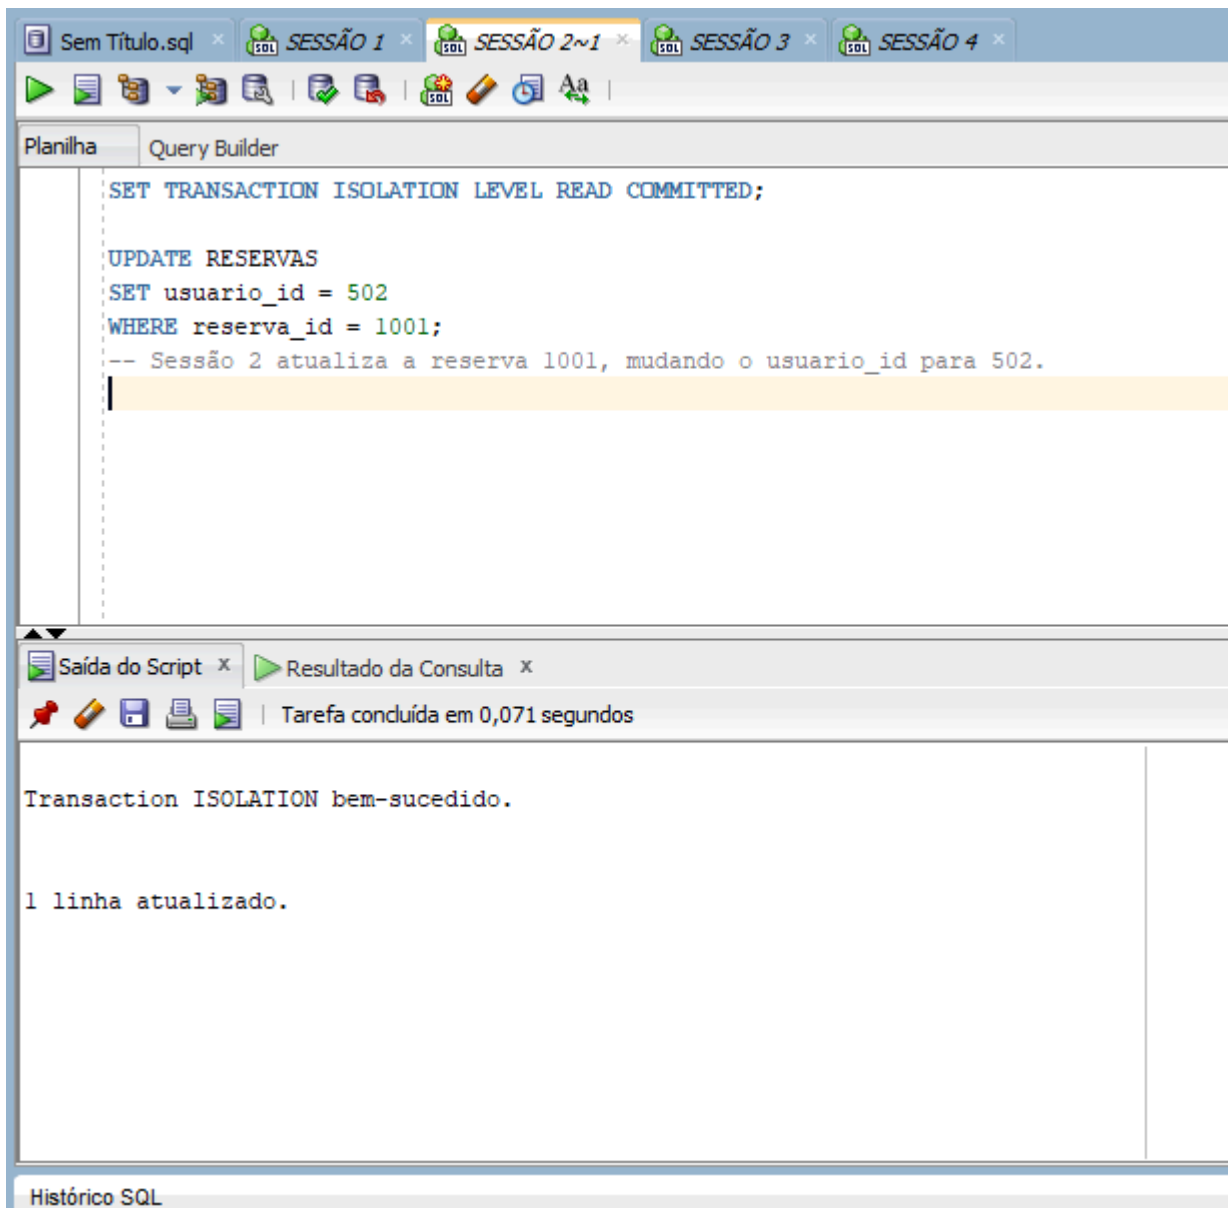 Sem Título.sql SESSÃO 1 SESSÃO 2~1 SESSÃO 3 SESSÃO 4
Planilha Query Builder
SET TRANSACTION ISOLATION LEVEL READ COMMITTED;
UPDATE RESERVAS
SET usuario_id = 502
WHERE reserva_id = 1001;
-- Sessão 2 atualiza a reserva 1001, mudando o usuario_id para 502.
Saída do Script x Resultado da Consulta x
Tarefa concluída em 0,071 segundos
Transaction ISOLATION bem-sucedido.
1 linha atualizado.
Histórico SQL